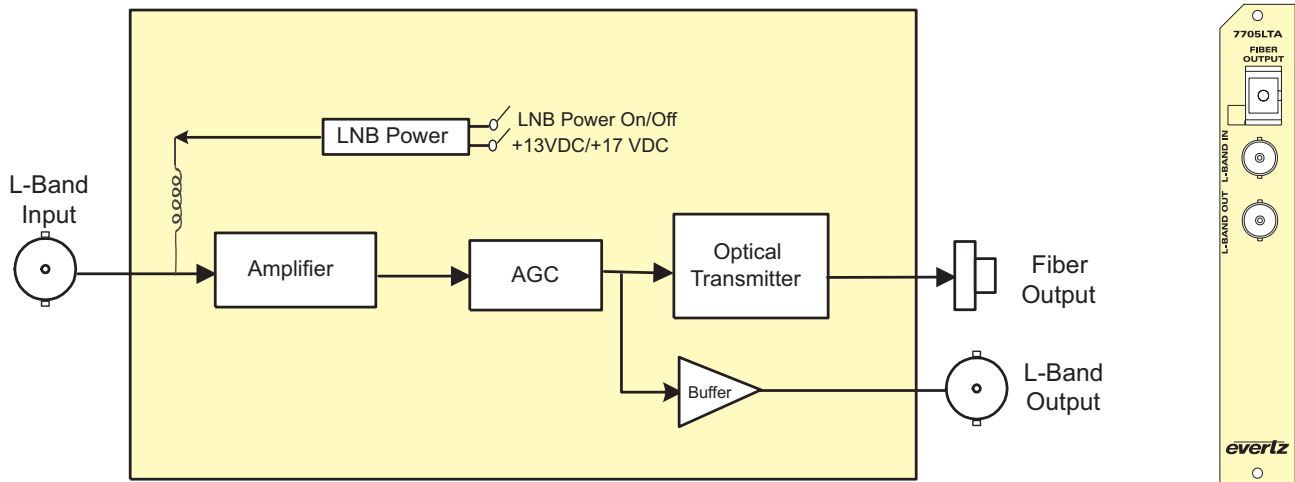 LNB Power
LNB Power On/Off
+13VDC/+17 VDC
L-Band
Input
Amplifier
AGC
Optical
Transmitter
Fiber
Output
Buffer
L-Band
Output
7705LTA
FIBER
OUTPUT
L-BAND IN
L-BAND OUT
evertz